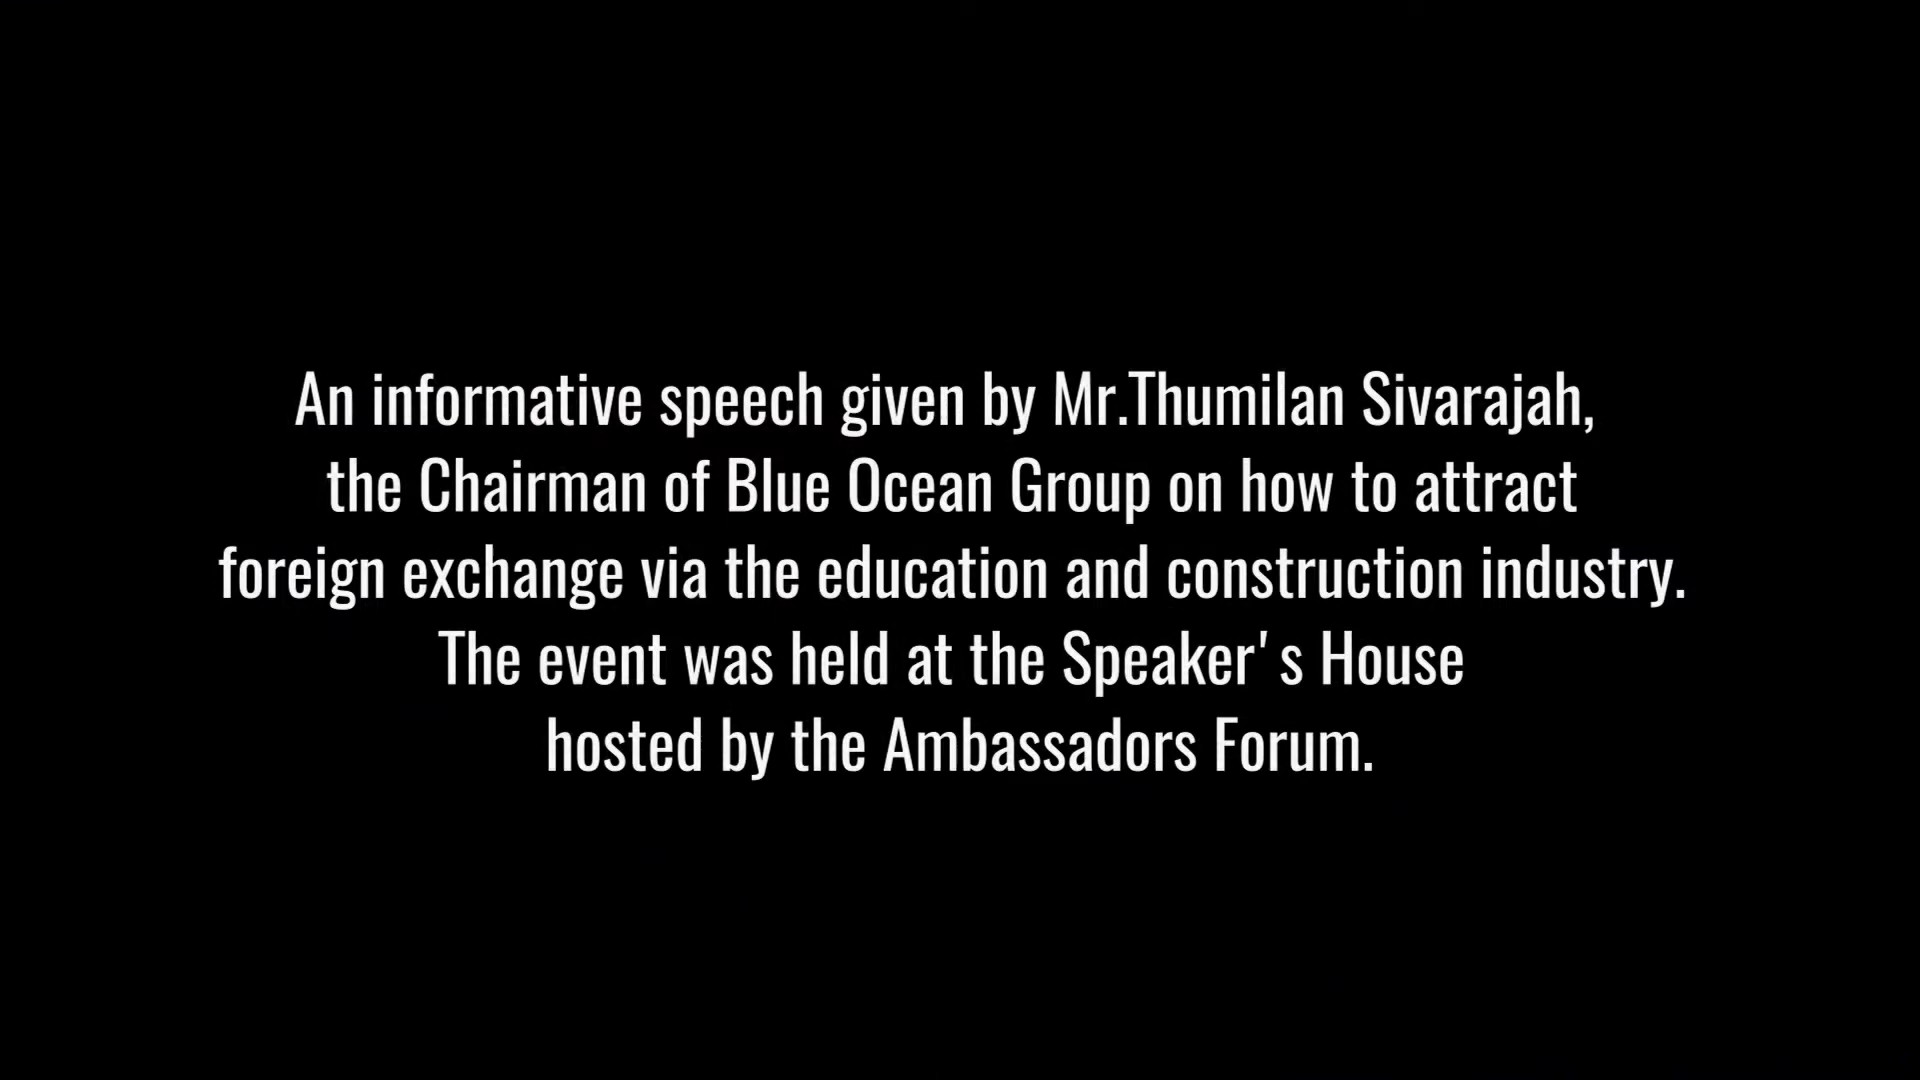 An informative speech given by Mr.Thumilan Sivarajah,
the Chairman of Blue Ocean Group on how to attract
foreign exchange via the education and construction industry.
The event was held at the Speaker's House
hosted by the Ambassadors Forum.